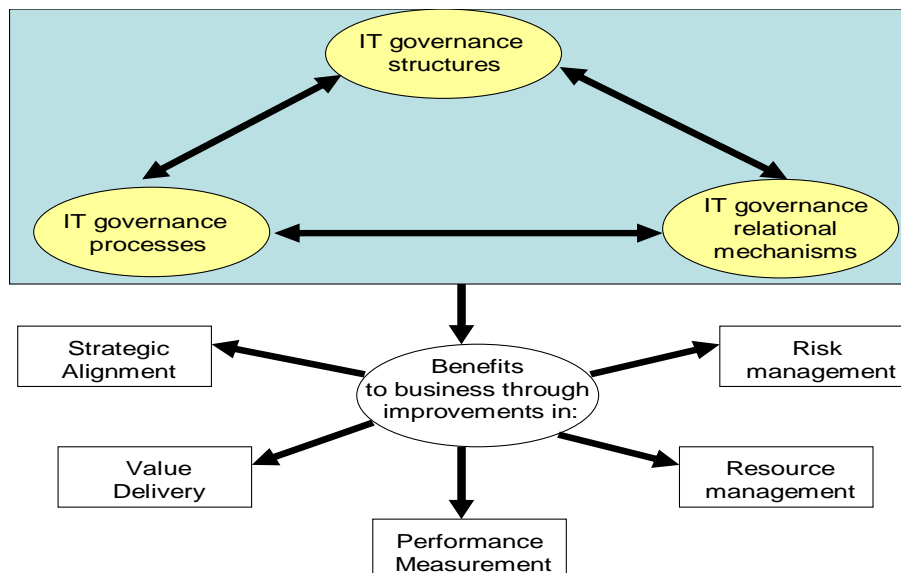 IT governance
structures
IT governance
processes
IT governance
relational
mechanisms
Benefits
to business through
improvements in:
Strategic
Alignment
Risk
management
Value
Delivery
Resource
management
Performance
Measurement